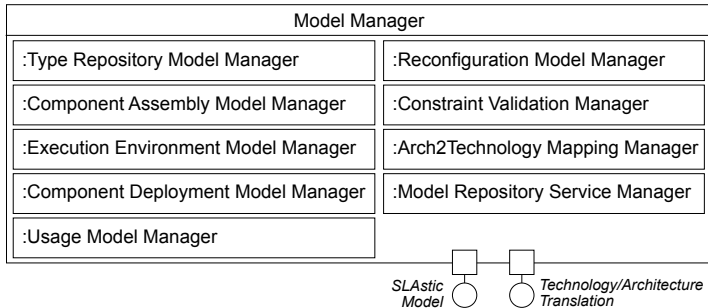 Model Manager
:Type Repository Model Manager
:Reconfiguration Model Manager
:Component Assembly Model Manager
:Constraint Validation Manager
:Execution Environment Model Manager
:Arch2Technology Mapping Manager
:Component Deployment Model Manager
:Model Repository Service Manager
:Usage Model Manager
SLAstic
Model
Technology/Architecture
Translation